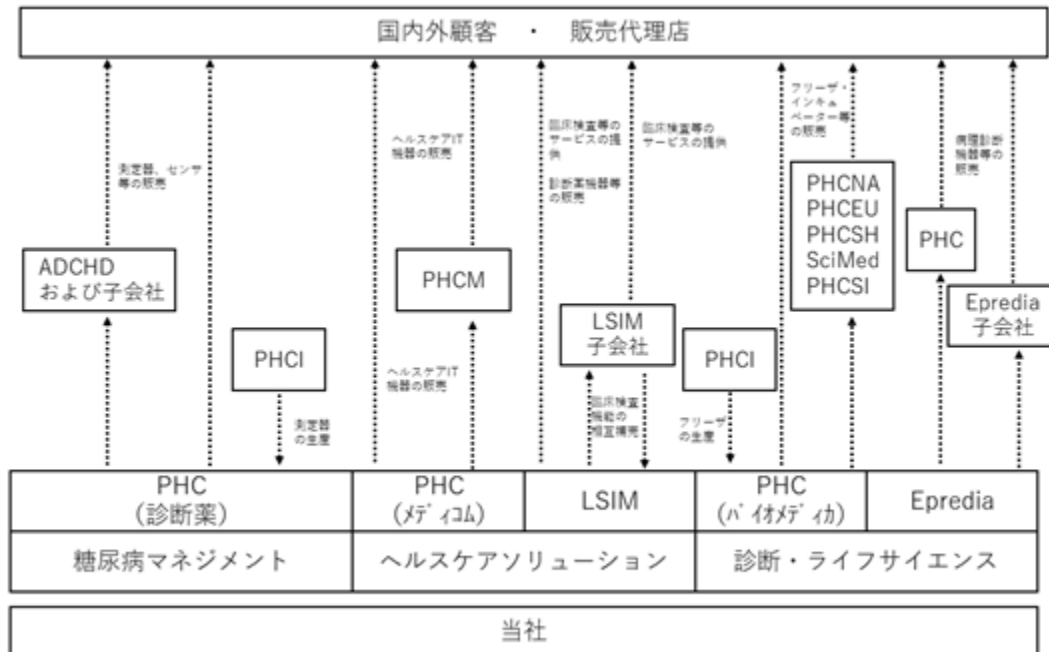 国内外顧客 ・ 販売代理店
測定器、センサ
等の販売
ヘルスケアIT
機器の販売
臨床検査等の
サービスの提
供
診断薬機器等
の販売
臨床検査等の
サービスの提供
フリーザ・
インキュ
ベーター等
の販売
病理診断
機器等の
販売
ADCHD
および子会社
PHCI
測定器
の生産
PHCM
ヘルスケアIT
機器の販売
LSIM
子会社
臨床検査
機能の
相互補完
PHCI
フリーザ
の生産
PHCNA
PHCEU
PHCSH
SciMed
PHCSI
PHC
Epredia
子会社
PHC
(診断薬)
PHC
(ﾒﾃﾞｨｺﾑ)
LSIM
PHC
(ﾊﾞｲｵﾒﾃﾞｨｶ)
Epredia
糖尿病マネジメント
ヘルスケアソリューション
診断・ライフサイエンス
当社